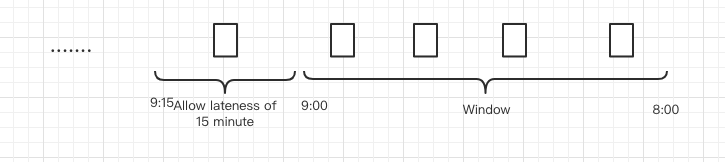 .......
9:15
Allow lateness of
15 minute
9:00
Window
8:00